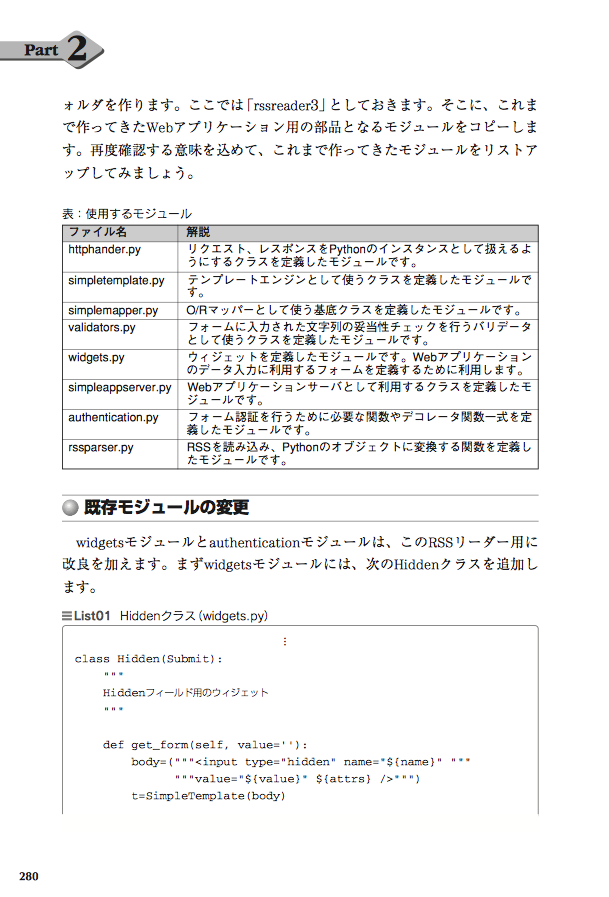 Part 2
ォルダを作ります。ここでは「rssreader3」としておきます。そこに、これま
で作ってきたWebアプリケーション用の部品となるモジュールをコピーしま
す。再度確認する意味を込めて、これまで作ってきたモジュールをリストア
ップしてみましょう。
表：使用するモジュール
ファイル名 解説
httphander.py リクエスト、レスポンスをPythonのインスタンスとして扱えるよ
うにするクラスを定義したモジュールです。
simpletemplate.py テンプレートエンジンとして使うクラスを定義したモジュールで
す。
simplemapper.py O/Rマッパーとして使う基底クラスを定義したモジュールです。
validators.py フォームに入力された文字列の妥当性チェックを行うバリデータ
として使うクラスを定義したモジュールです。
widgets.py ウィジェットを定義したモジュールです。Webアプリケーション
のデータ入力に利用するフォームを定義するために利用します。
simpleappserver.py Webアプリケーションサーバとして利用するクラスを定義したモ
ジュールです。
authentication.py フォーム認証を行うために必要な関数やデコレータ関数一式を定
義したモジュールです。
rssparser.py RSSを読み込み、Pythonのオブジェクトに変換する関数を定義し
たモジュールです。
既存モジュールの変更
widgetsモジュールとauthenticationモジュールは、このRSSリーダー用に
改良を加えます。まずwidgetsモジュールには、次のHiddenクラスを追加し
ます。
List01 Hiddenクラス（widgets.py）
⋮
class Hidden(Submit):
"""
Hiddenフィールド用のウィジェット
"""
def get_form(self, value=''):
body=("""<input type="hidden" name="${name}" """
"""value="${value}" ${attrs} />""")
t=SimpleTemplate(body)
280